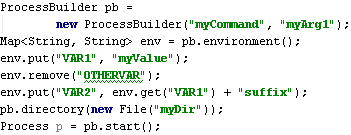 ProcessBuilder pb =
new ProcessBuilder("myCommand", "myArg1");
Map<String, String> env = pb.environment();
env.put("VAR1", "myValue");
env.remove("OTHERVAR");
env.put("VAR2", env.get("VAR1") + "suffix");
pb.directory(new File("myDir"));
Process p = pb.start();